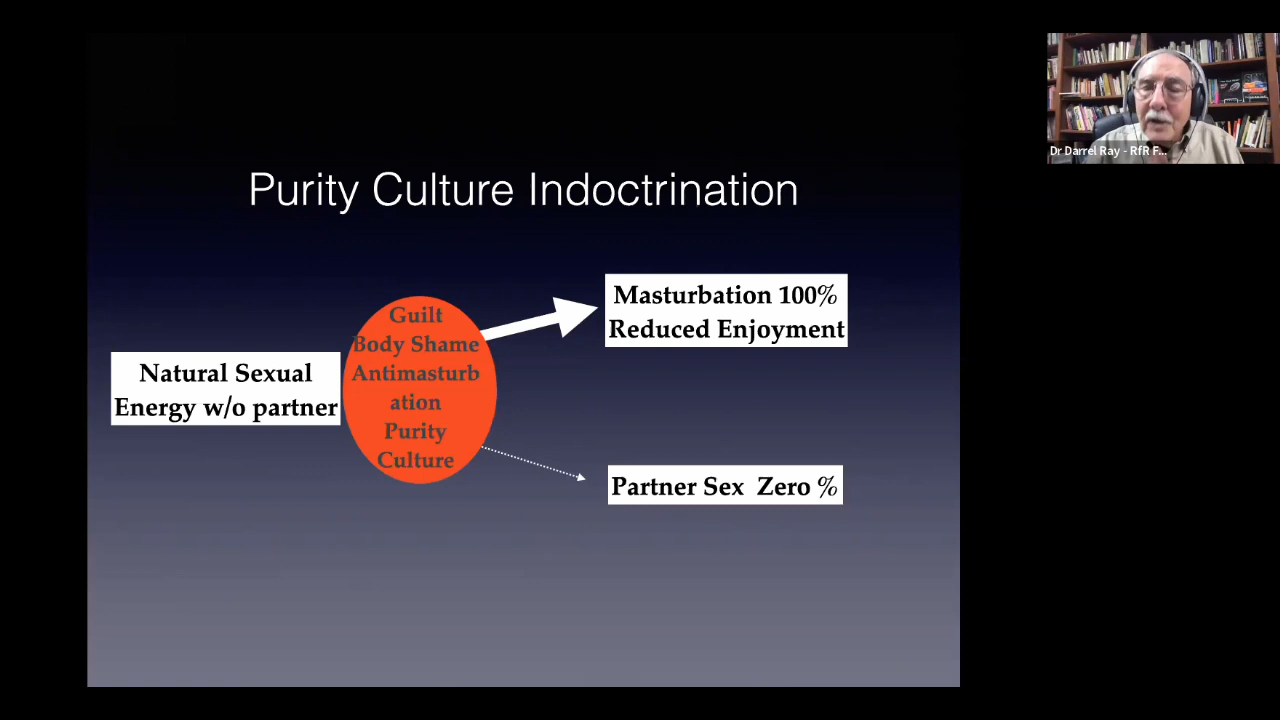 Purity Culture Indoctrination
Natural Sexual
Energy w/o partner
Guilt
Body Shame
Antimasturb
ation
Purity
Culture
Masturbation 100%
Reduced Enjoyment
Partner Sex Zero %
Dr Darrel Ray - RfR F...